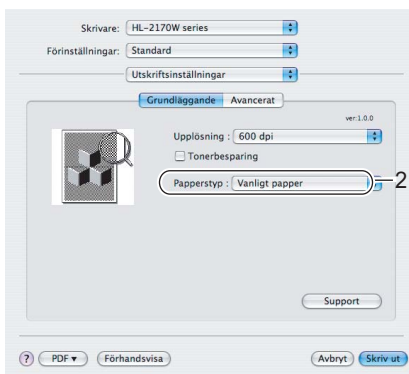 Skrivare: HL-2170W series
Förinställningar: Standard
Utskriftsinställningar
Grundläggande Avancerat
ver:1.0.0
Upplösning : 600 dpi
Tonerbesparing
Papperstyp : Vanligt papper 2
Support
? PDF ▾ Förhandsvisa Avbryt Skriv ut